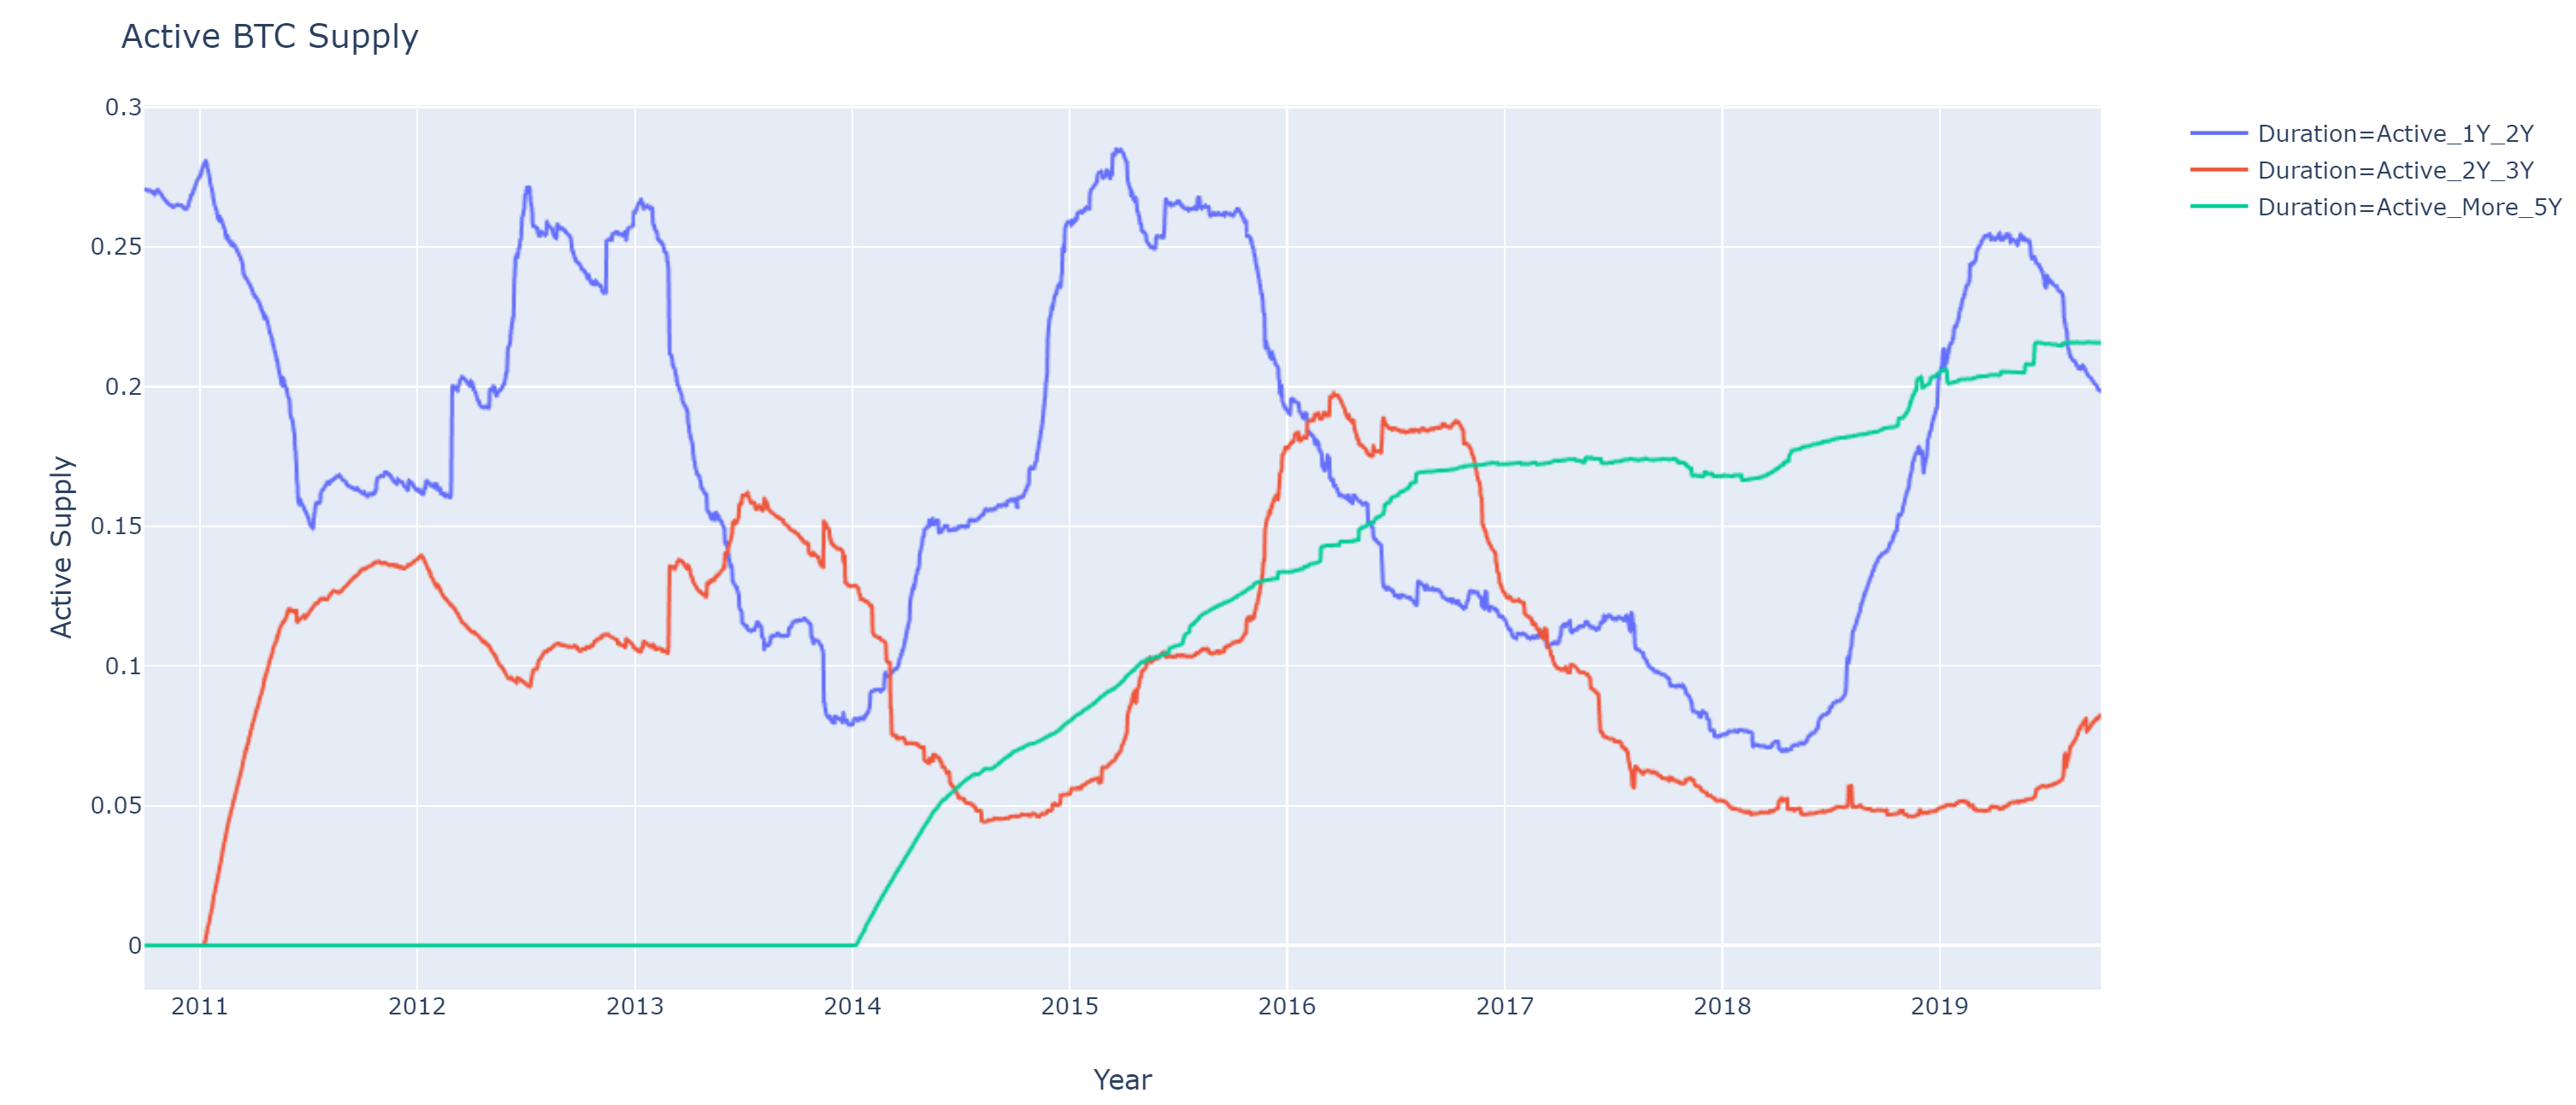 Active BTC Supply
0.3
0.25
0.2
0.15
0.1
0.05
0
Active Supply
2011 2012 2013 2014 2015 2016 2017 2018 2019
Year
Duration=Active_1Y_2Y
Duration=Active_2Y_3Y
Duration=Active_More_5Y